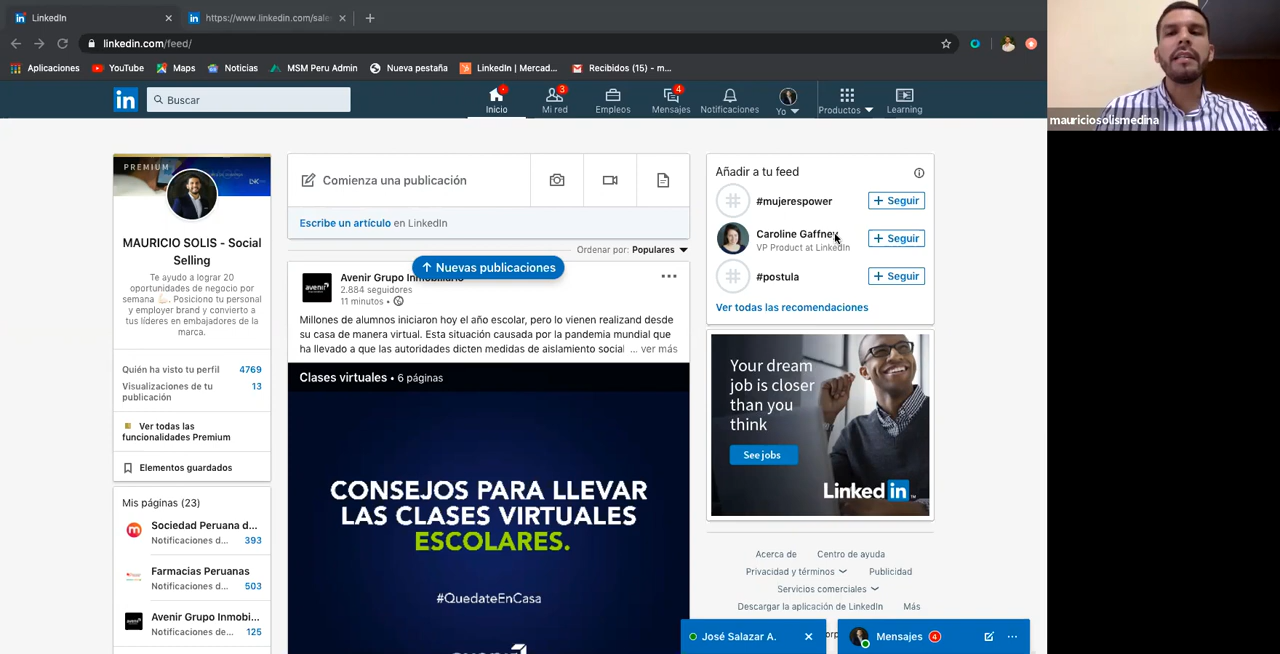 LinkedIn
https://www.linkedin.com/sale
linkedin.com/feed/
Aplicaciones
YouTube
Maps
Noticias
MSM Peru Admin
Nueva pestaña
LinkedIn | Mercad...
Recibidos (15) - m...
in
Buscar
Inicio
3
Mi red
Empleos
4
Mensajes
Notificaciones
Yo
Productos
Learning
mauriciosolismedina
PREMIUM
MAURICIO SOLIS - Social
Selling
Te ayudo a lograr 20
oportunidades de negocio por
semana 💪🏻. Posiciono tu personal
y employer brand y convierto a
tus líderes en embajadores de la
marca.
Quién ha visto tu perfil 4769
Visualizaciones de tu 13
publicación
Ver todas las
funcionalidades Premium
Elementos guardados
Mis páginas (23)
Sociedad Peruana d...
Notificaciones d... 393
Farmacias Peruanas
Notificaciones d... 503
Avenir Grupo Inmobi...
Notificaciones de... 125
Comienza una publicación
Escribe un artículo en LinkedIn
Ordenar por: Populares
↑ Nuevas publicaciones
avenir
Avenir Grupo Inmobiliario
2.884 seguidores
11 minutos •
Millones de alumnos iniciaron hoy el año escolar, pero lo vienen realizand desde
su casa de manera virtual. Esta situación causada por la pandemia mundial que
ha llevado a que las autoridades dicten medidas de aislamiento social ... ver más
Clases virtuales • 6 páginas
CONSEJOS PARA LLEVAR
LAS CLASES VIRTUALES
ESCOLARES.
#QuedateEnCasa
Añadir a tu feed
#mujerespower
+ Seguir
Caroline Gaffney
VP Product at LinkedIn
+ Seguir
#postula
+ Seguir
Ver todas las recomendaciones
Your dream
job is closer
than you
think
See jobs
Linked in
Acerca de Centro de ayuda
Privacidad y términos Publicidad
Servicios comerciales
Descargar la aplicación de LinkedIn Más
José Salazar A.
Mensajes 4